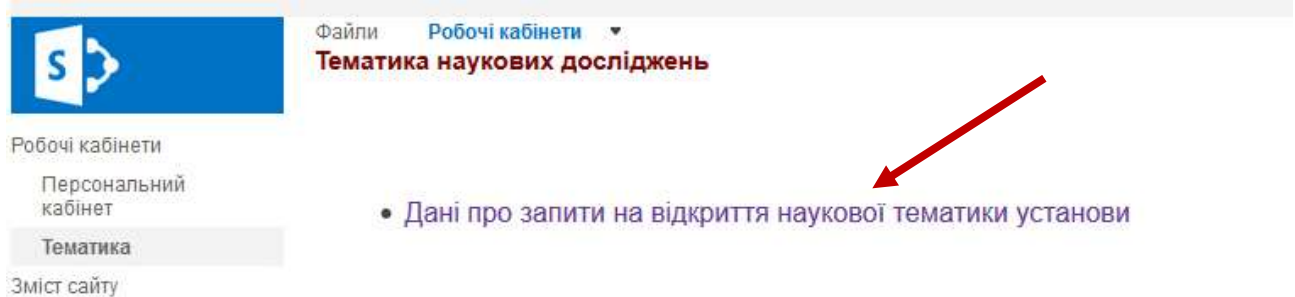 Файли Робочі кабінети
Тематика наукових досліджень
S
Робочі кабінети
Персональний
кабінет
Тематика
Зміст сайту
• Дані про запити на відкриття наукової тематики установи